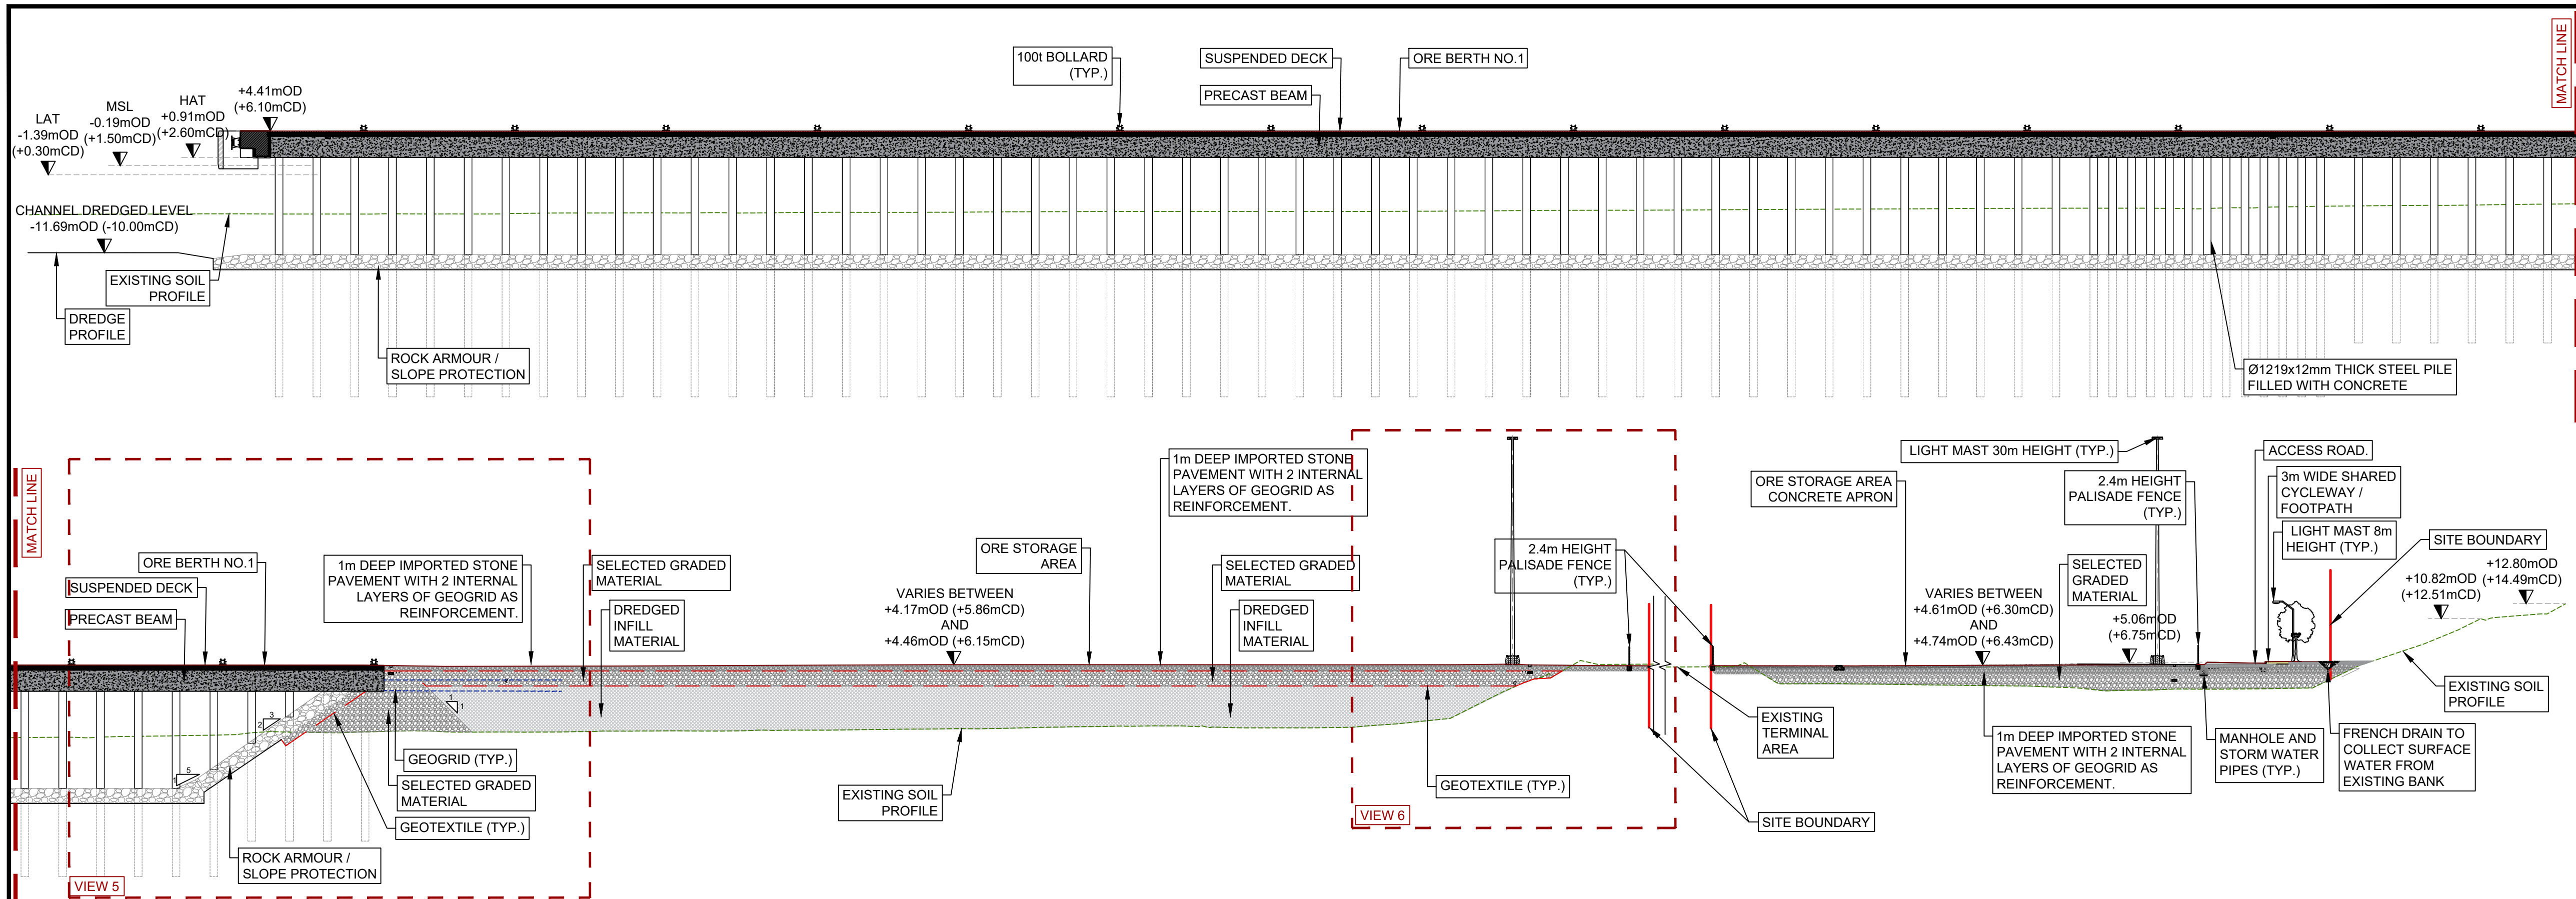 MATCH LINE
100t BOLLARD
(TYP.)
SUSPENDED DECK
ORE BERTH NO.1
PRECAST BEAM
+4.41mOD
(+6.10mCD)
HAT
+0.91mOD
(+2.60mCD)
MSL
-0.19mOD
(+1.50mCD)
LAT
-1.39mOD
(+0.30mCD)
CHANNEL DREDGED LEVEL
-11.69mOD (-10.00mCD)
EXISTING SOIL
PROFILE
DREDGE
PROFILE
ROCK ARMOUR /
SLOPE PROTECTION
Ø1219x12mm THICK STEEL PILE
FILLED WITH CONCRETE
MATCH LINE
ORE BERTH NO.1
SUSPENDED DECK
PRECAST BEAM
1m DEEP IMPORTED STONE
PAVEMENT WITH 2 INTERNAL
LAYERS OF GEOGRID AS
REINFORCEMENT.
SELECTED GRADED
MATERIAL
DREDGED
INFILL
MATERIAL
3
2
1
1
5
1
GEOGRID (TYP.)
SELECTED GRADED
MATERIAL
GEOTEXTILE (TYP.)
ROCK ARMOUR /
SLOPE PROTECTION
VIEW 5
VARIES BETWEEN
+4.17mOD (+5.86mCD)
AND
+4.46mOD (+6.15mCD)
ORE STORAGE
AREA
1m DEEP IMPORTED STONE
PAVEMENT WITH 2 INTERNAL
LAYERS OF GEOGRID AS
REINFORCEMENT.
SELECTED GRADED
MATERIAL
DREDGED
INFILL
MATERIAL
EXISTING SOIL
PROFILE
GEOTEXTILE (TYP.)
VIEW 6
2.4m HEIGHT
PALISADE FENCE
(TYP.)
EXISTING
TERMINAL
AREA
SITE BOUNDARY
LIGHT MAST 30m HEIGHT (TYP.)
ORE STORAGE AREA
CONCRETE APRON
2.4m HEIGHT
PALISADE FENCE
(TYP.)
ACCESS ROAD.
3m WIDE SHARED
CYCLEWAY /
FOOTPATH
LIGHT MAST 8m
HEIGHT (TYP.)
SITE BOUNDARY
SELECTED
GRADED
MATERIAL
VARIES BETWEEN
+4.61mOD (+6.30mCD)
AND
+4.74mOD (+6.43mCD)
+5.06mOD
(+6.75mCD)
+10.82mOD
(+12.51mCD)
+12.80mOD
(+14.49mCD)
EXISTING SOIL
PROFILE
1m DEEP IMPORTED STONE
PAVEMENT WITH 2 INTERNAL
LAYERS OF GEOGRID AS
REINFORCEMENT.
MANHOLE AND
STORM WATER
PIPES (TYP.)
FRENCH DRAIN TO
COLLECT SURFACE
WATER FROM
EXISTING BANK